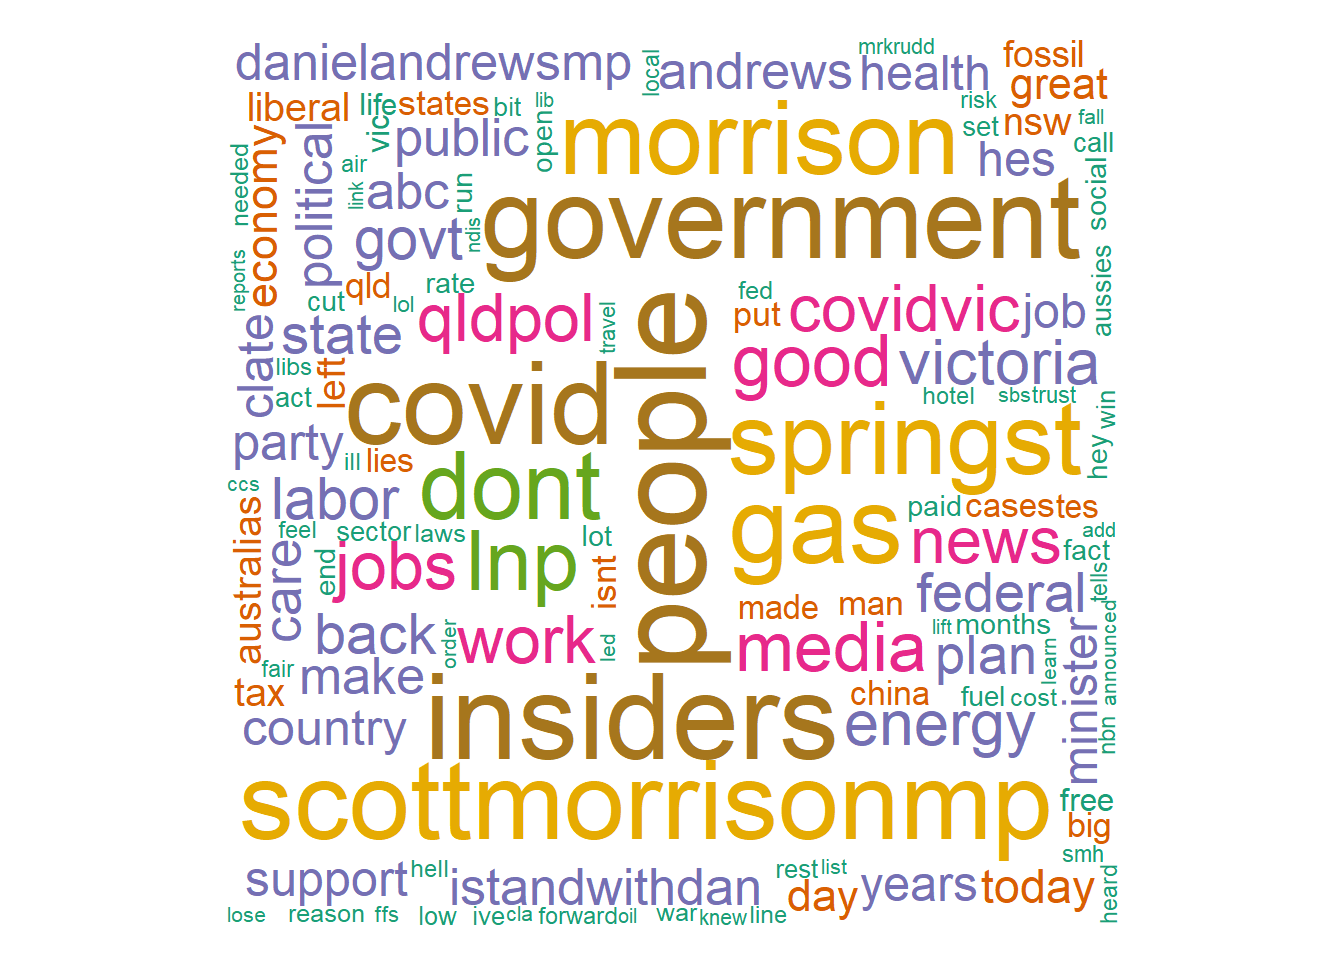 danielandrewsmp
local
andrews
mrkrudd
health
fossil
great
liberal
life
states
bit
lib
open
morrison
risk
set
nsw
fall
call
economy
needed
political
vic
public
air
link
abc
run
hes
social
govt
ndis
government
reports
cut
qld
lol
rate
qldpol
travel
people
fed
put
covidvic
job
aussies
clate
state
libs
act
left
covid
good
victoria
hotel
sbs
trust
win
hey
party
ill
lies
springst
ccs
labor
dont
gas
paid
cases
tes
add
australias
feel
sector
laws
lot
news
fact
tells
care
end
jobs
lnp
isnt
made
man
federal
back
order
work
led
media
lift
months
plan
learn
minister
announced
nbn
fair
tax
make
china
fuel
cost
country
insiders
energy
scottmorrisonmp
free
big
smh
heard
support
hell
istandwithdan
rest
list
day
years
today
lose
reason
ffs
low
ive
cla
forward
oil
war
knew
line